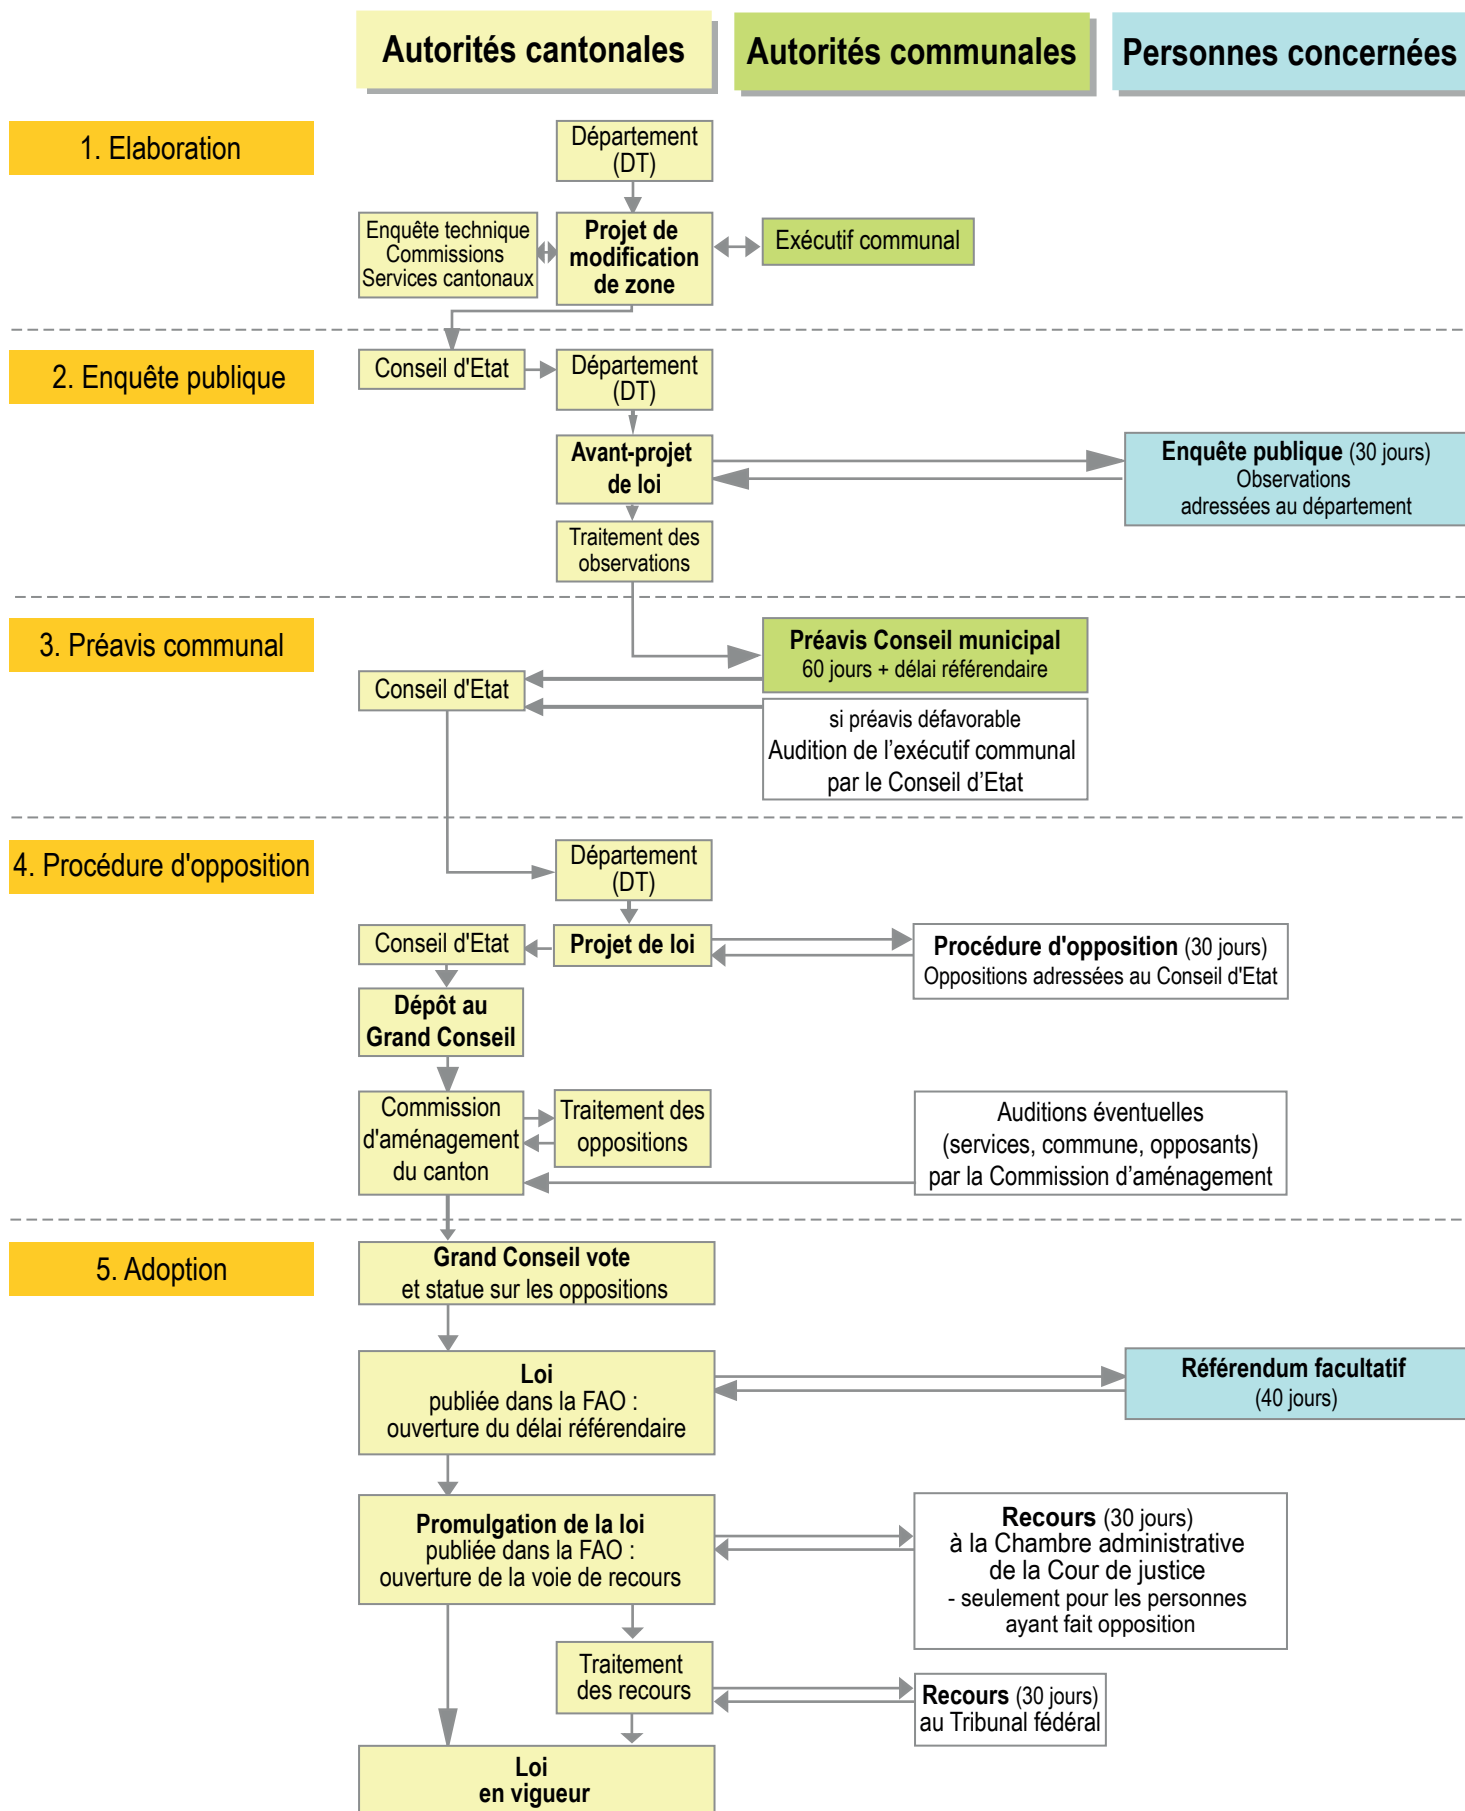 Autorités cantonales
Autorités communales
Personnes concernées
1. Elaboration
Département
(DT)
Enquête technique
Commissions
Services cantonaux
Projet de
modification
de zone
Exécutif communal
2. Enquête publique
Conseil d'Etat
Département
(DT)
Avant-projet
de loi
Enquête publique (30 jours)
Observations
adressées au département
Traitement des
observations
3. Préavis communal
Préavis Conseil municipal
60 jours + délai référendaire
Conseil d'Etat
si préavis défavorable
Audition de l’exécutif communal
par le Conseil d’Etat
4. Procédure d'opposition
Département
(DT)
Conseil d'Etat
Projet de loi
Procédure d'opposition (30 jours)
Oppositions adressées au Conseil d'Etat
Dépôt au
Grand Conseil
Commission
d'aménagement
du canton
Traitement des
oppositions
Auditions éventuelles
(services, commune, opposants)
par la Commission d’aménagement
5. Adoption
Grand Conseil vote
et statue sur les oppositions
Loi
publiée dans la FAO :
ouverture du délai référendaire
Référendum facultatif
(40 jours)
Promulgation de la loi
publiée dans la FAO :
ouverture de la voie de recours
Recours (30 jours)
à la Chambre administrative
de la Cour de justice
- seulement pour les personnes
ayant fait opposition
Traitement
des recours
Recours (30 jours)
au Tribunal fédéral
Loi
en vigueur